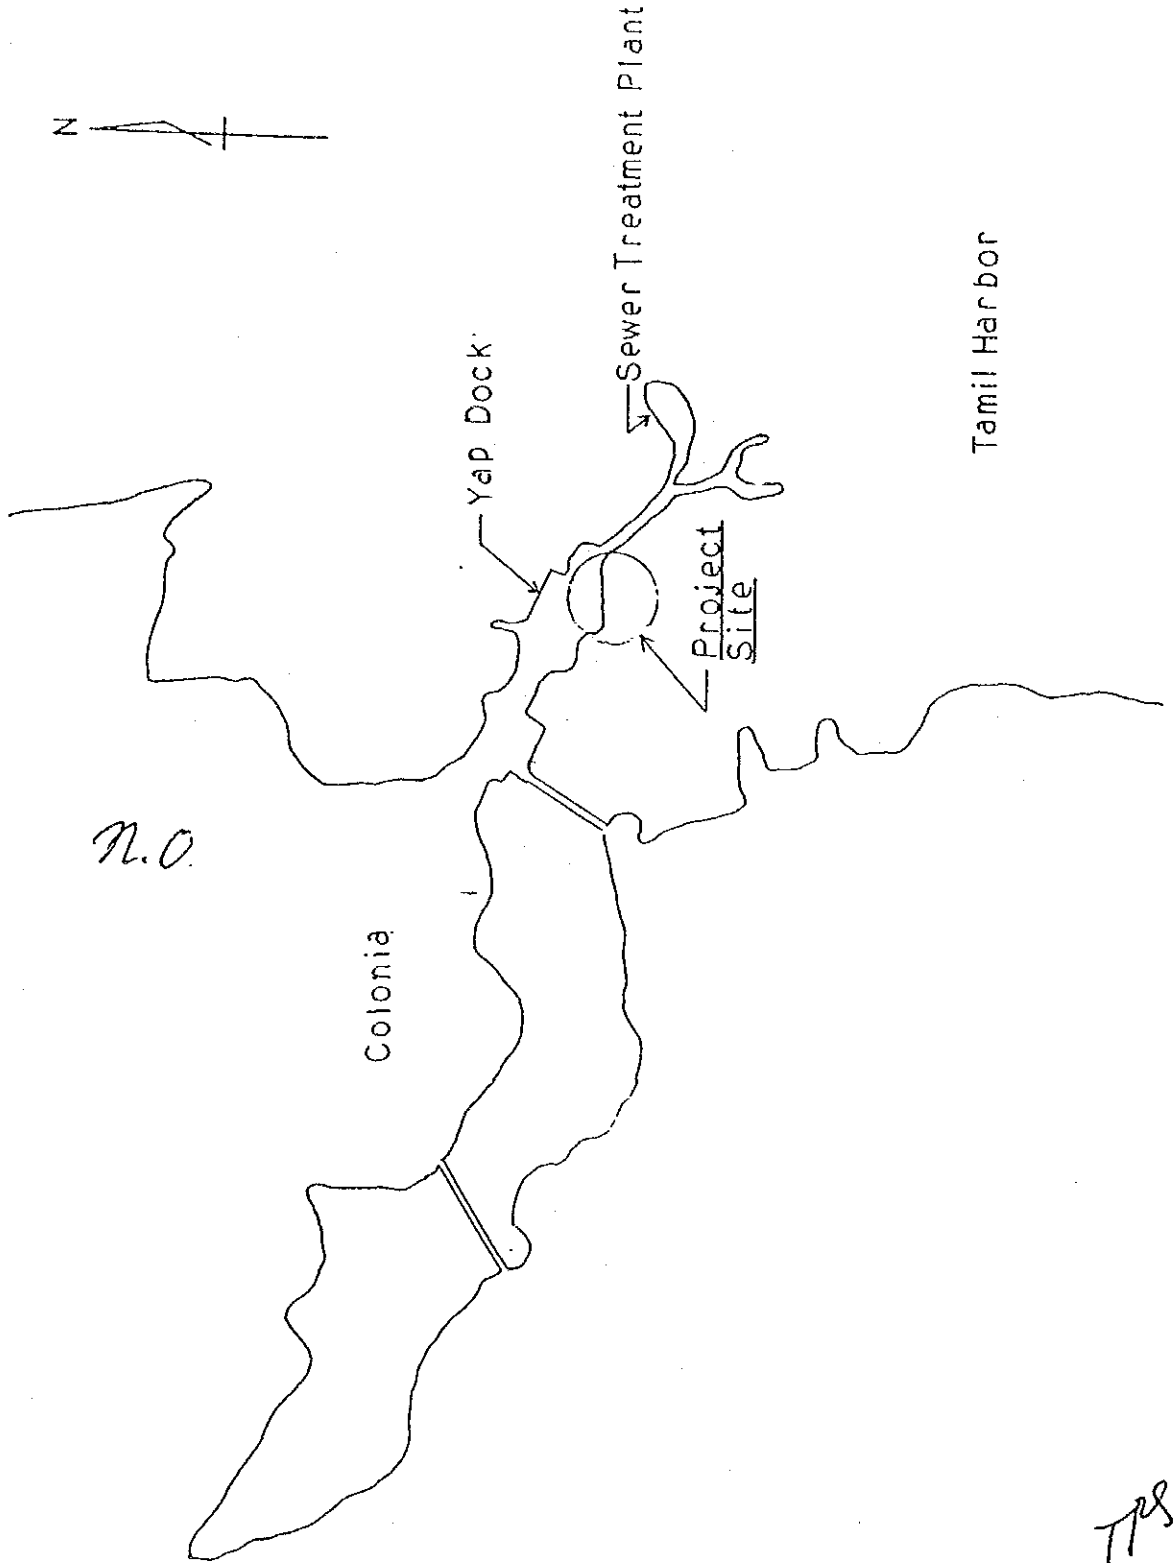 N
Sewer Treatment Plant
Yap Dock
Tamil Harbor
Project
Site
n.o.
Colonia